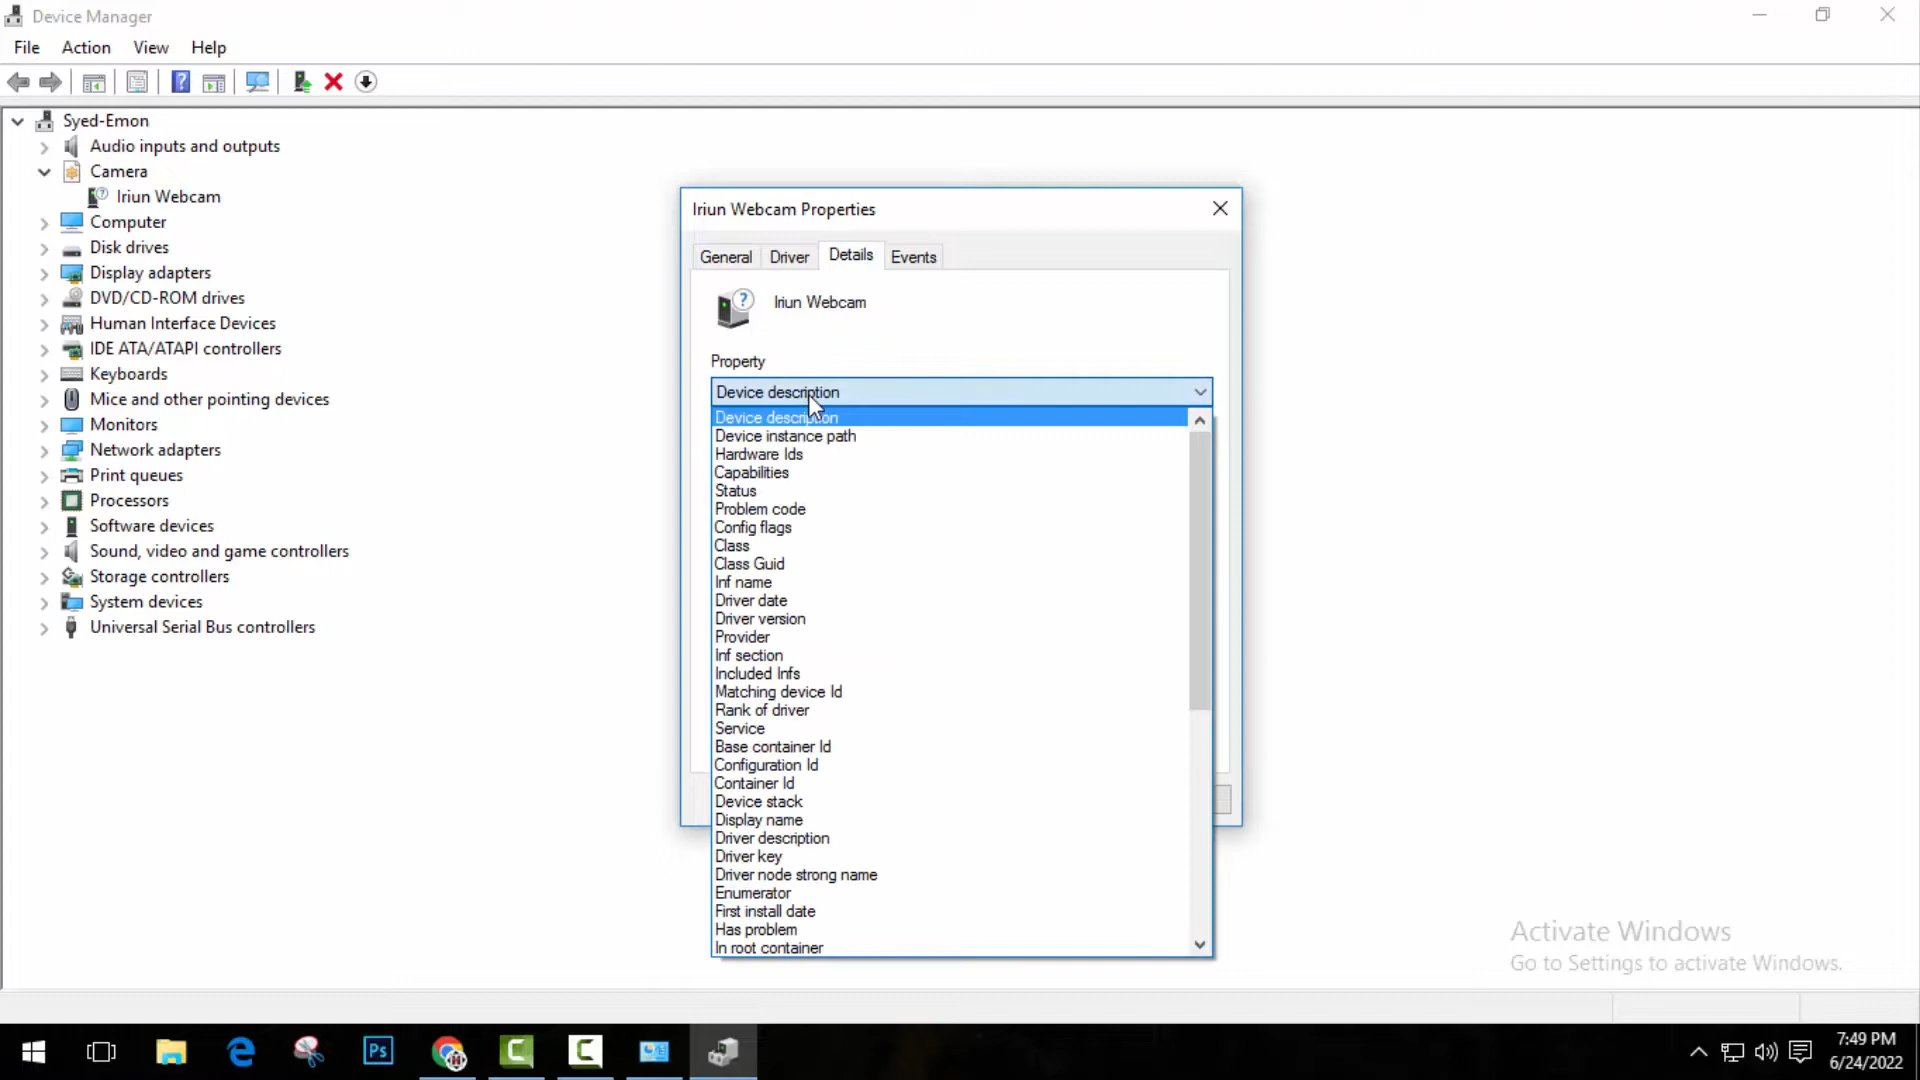 Device Manager
File Action View Help
Syed-Emon
Audio inputs and outputs
Camera
Iriun Webcam
Computer
Disk drives
Display adapters
DVD/CD-ROM drives
Human Interface Devices
IDE ATA/ATAPI controllers
Keyboards
Mice and other pointing devices
Monitors
Network adapters
Print queues
Processors
Software devices
Sound, video and game controllers
Storage controllers
System devices
Universal Serial Bus controllers
Iriun Webcam Properties
General Driver Details Events
Iriun Webcam
Property
Device description
Device description
Device instance path
Hardware Ids
Capabilities
Status
Problem code
Config flags
Class
Class Guid
Inf name
Driver date
Driver version
Provider
Inf section
Included Infs
Matching device Id
Rank of driver
Service
Base container Id
Configuration Id
Container Id
Device stack
Display name
Driver description
Driver key
Driver node strong name
Enumerator
First install date
Has problem
In root container
Activate Windows
Go to Settings to activate Windows.
Ps
7:49 PM
6/24/2022